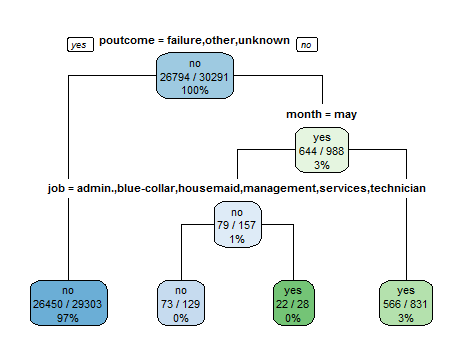 yes poutcome = failure,other,unknown no
no
26794 / 30291
100%
month = may
yes
644 / 988
3%
job = admin.,blue-collar,housemaid,management,services,technician
no
79 / 157
1%
no
26450 / 29303
97%
no
73 / 129
0%
yes
22 / 28
0%
yes
566 / 831
3%